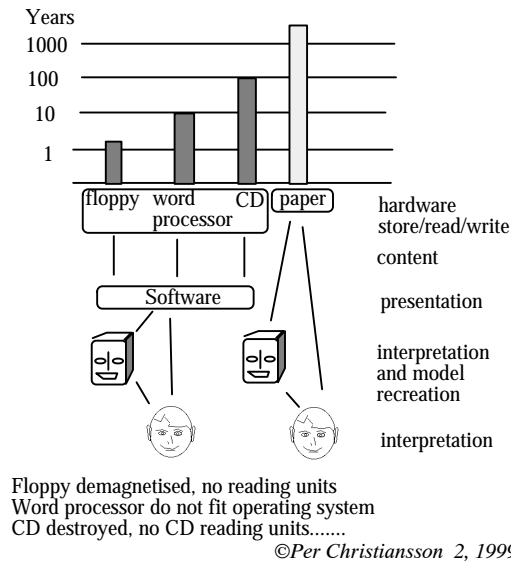 Years
1000
100
10
1
floppy word processor CD paper
hardware
store/read/write
content
Software
presentation
interpretation
and model
recreation
interpretation
Floppy demagnetised, no reading units
Word processor do not fit operating system
CD destroyed, no CD reading units.......
©Per Christiansson 2, 1999